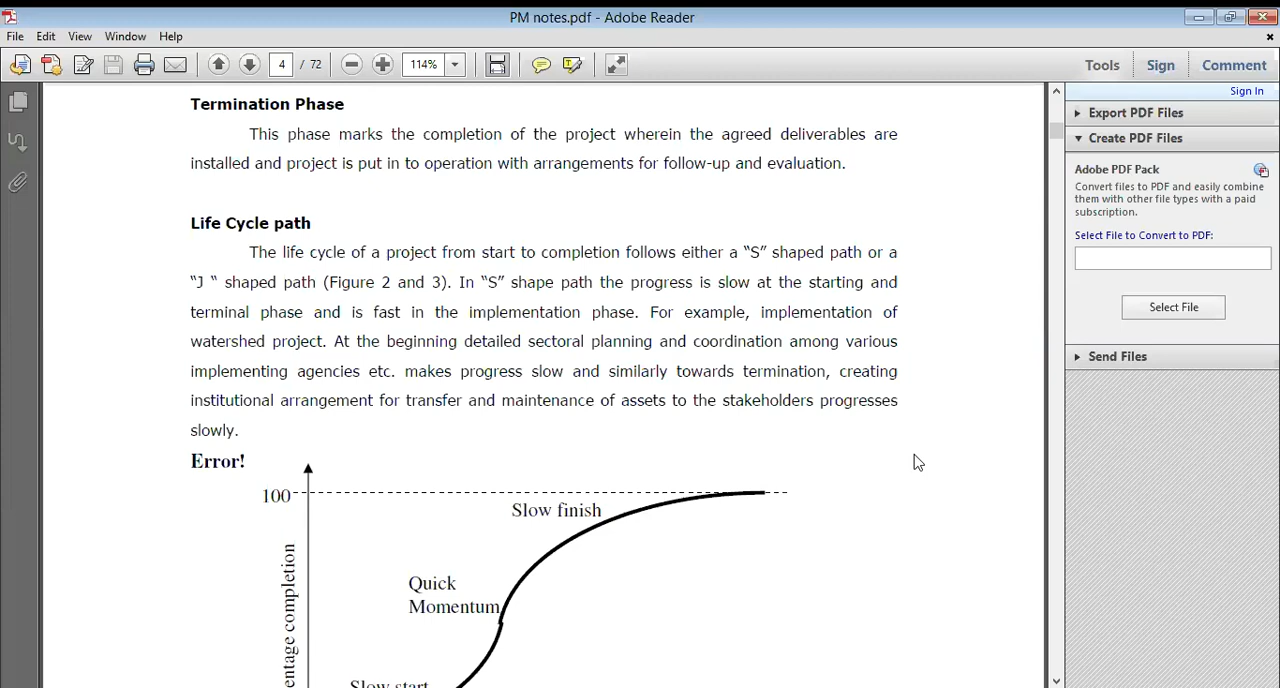 PM notes.pdf - Adobe Reader
File Edit View Window Help
4 / 72 114% Tools Sign Comment
Sign In
Export PDF Files
Create PDF Files
Adobe PDF Pack
Convert files to PDF and easily combine
them with other file types with a paid
subscription.
Select File to Convert to PDF:
Select File
Send Files
Termination Phase
This phase marks the completion of the project wherein the agreed deliverables are
installed and project is put in to operation with arrangements for follow-up and evaluation.
Life Cycle path
The life cycle of a project from start to completion follows either a “S” shaped path or a
“J “ shaped path (Figure 2 and 3). In “S” shape path the progress is slow at the starting and
terminal phase and is fast in the implementation phase. For example, implementation of
watershed project. At the beginning detailed sectoral planning and coordination among various
implementing agencies etc. makes progress slow and similarly towards termination, creating
institutional arrangement for transfer and maintenance of assets to the stakeholders progresses
slowly.
Error!
100
Slow finish
Quick
Momentum
entage completion
Slow start